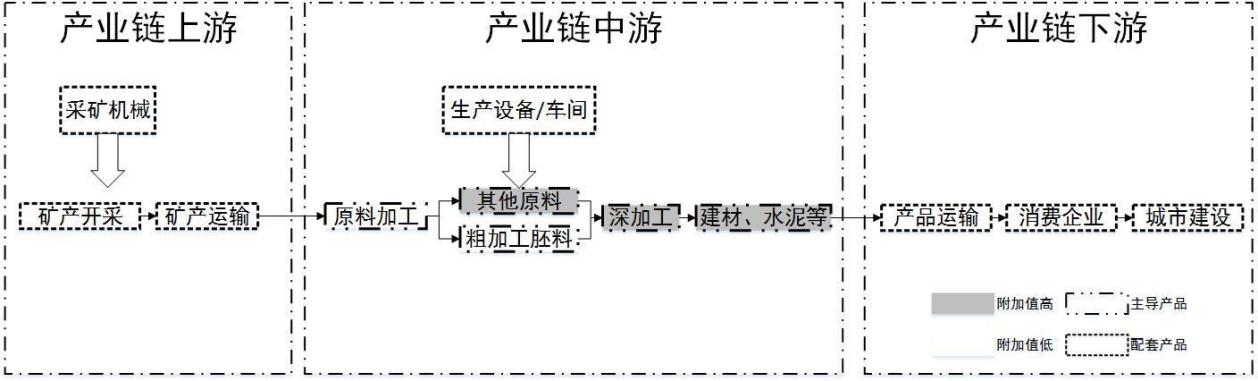 产业链上游
产业链中游
产业链下游
采矿机械
生产设备/车间
矿产开采
矿产运输
原料加工
其他原料
粗加工胚料
深加工
建材、水泥等
产品运输
消费企业
城市建设
附加值高
主导产品
附加值低
配套产品